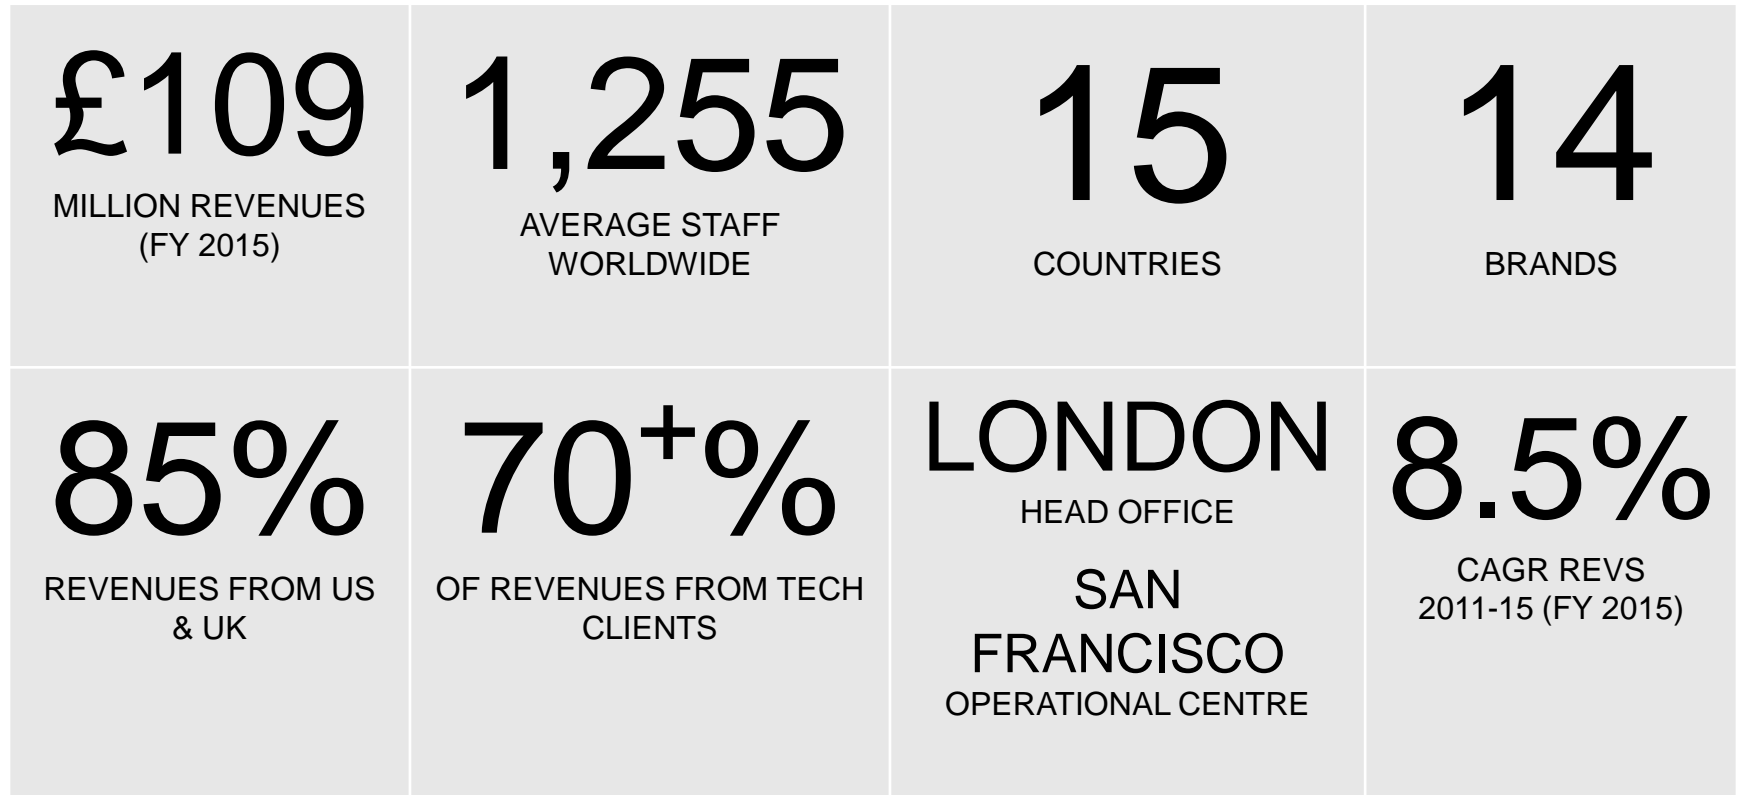 £109
MILLION REVENUES
(FY 2015)
1,255
AVERAGE STAFF
WORLDWIDE
15
COUNTRIES
14
BRANDS
85%
REVENUES FROM US
& UK
70+%
OF REVENUES FROM TECH
CLIENTS
LONDON
HEAD OFFICE
SAN
FRANCISCO
OPERATIONAL CENTRE
8.5%
CAGR REVS
2011-15 (FY 2015)